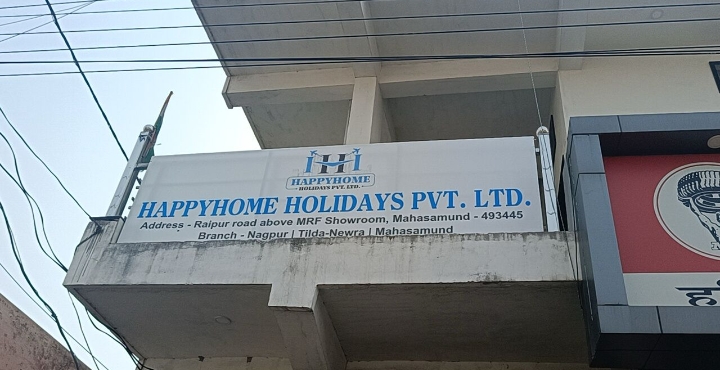 HAPPYHOME
HOLIDAYS PVT. LTD.
HAPPYHOME HOLIDAYS PVT. LTD.
Address - Raipur road above MRF Showroom, Mahasamund - 493445
Branch - Nagpur | Tilda-Newra | Mahasamund